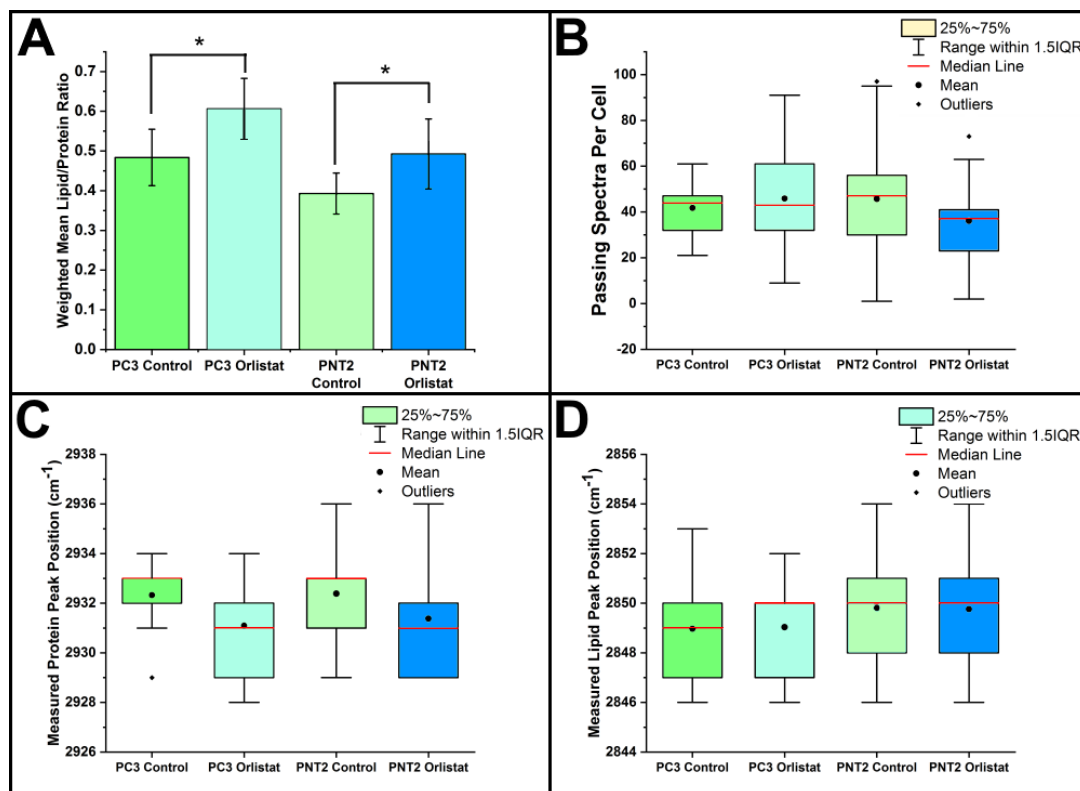 A
*
*
Weighted Mean Lipid/Protein Ratio
0.7
0.6
0.5
0.4
0.3
0.2
0.1
0.0
PC3 Control
PC3 Orlistat
PNT2
Control
PNT2
Orlistat
B
25%~75%
Range within 1.5IQR
Median Line
Mean
Outliers
Passing Spectra Per Cell
100
80
60
40
20
0
-20
PC3 Control
PC3 Orlistat
PNT2 Control
PNT2 Orlistat
C
25%~75%
Range within 1.5IQR
Median Line
Mean
Outliers
Measured Protein Peak Position (cm⁻¹)
2938
2936
2934
2932
2930
2928
2926
PC3 Control
PC3 Orlistat
PNT2 Control
PNT2 Orlistat
D
25%~75%
Range within 1.5IQR
Median Line
Mean
Outliers
Measured Lipid Peak Position (cm⁻¹)
2856
2854
2852
2850
2848
2846
2844
PC3 Control
PC3 Orlistat
PNT2 Control
PNT2 Orlistat